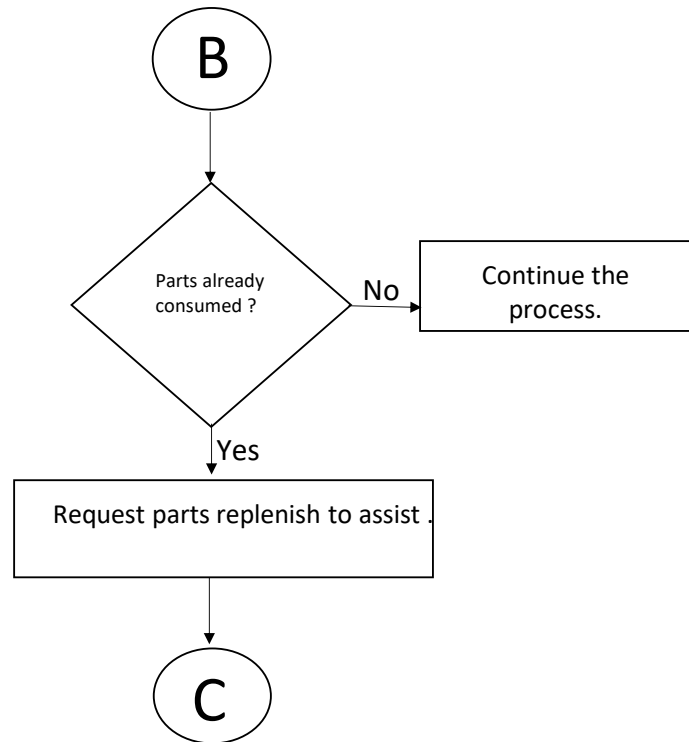 B
Parts already
consumed ?
No
Continue the
process.
Yes
Request parts replenish to assist .
C